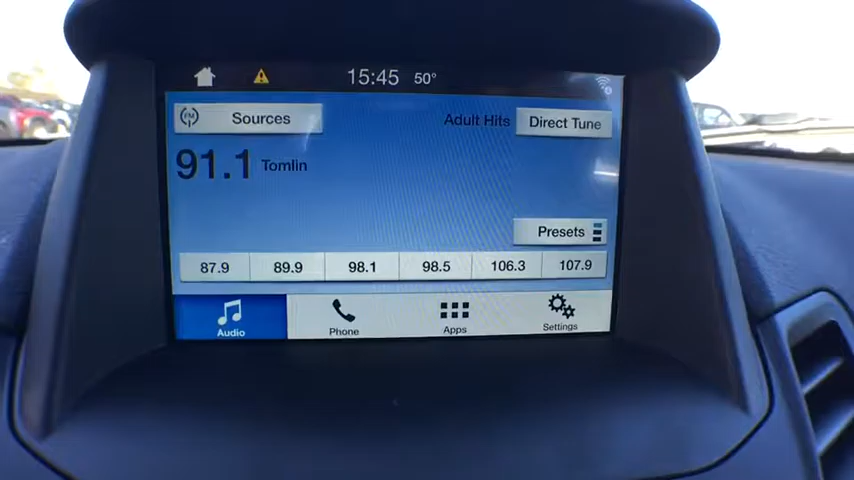 15:45 50°
FM Sources Adult Hits Direct Tune
91.1 Tomlin
Presets
87.9 89.9 98.1 98.5 106.3 107.9
Audio Phone Apps Settings